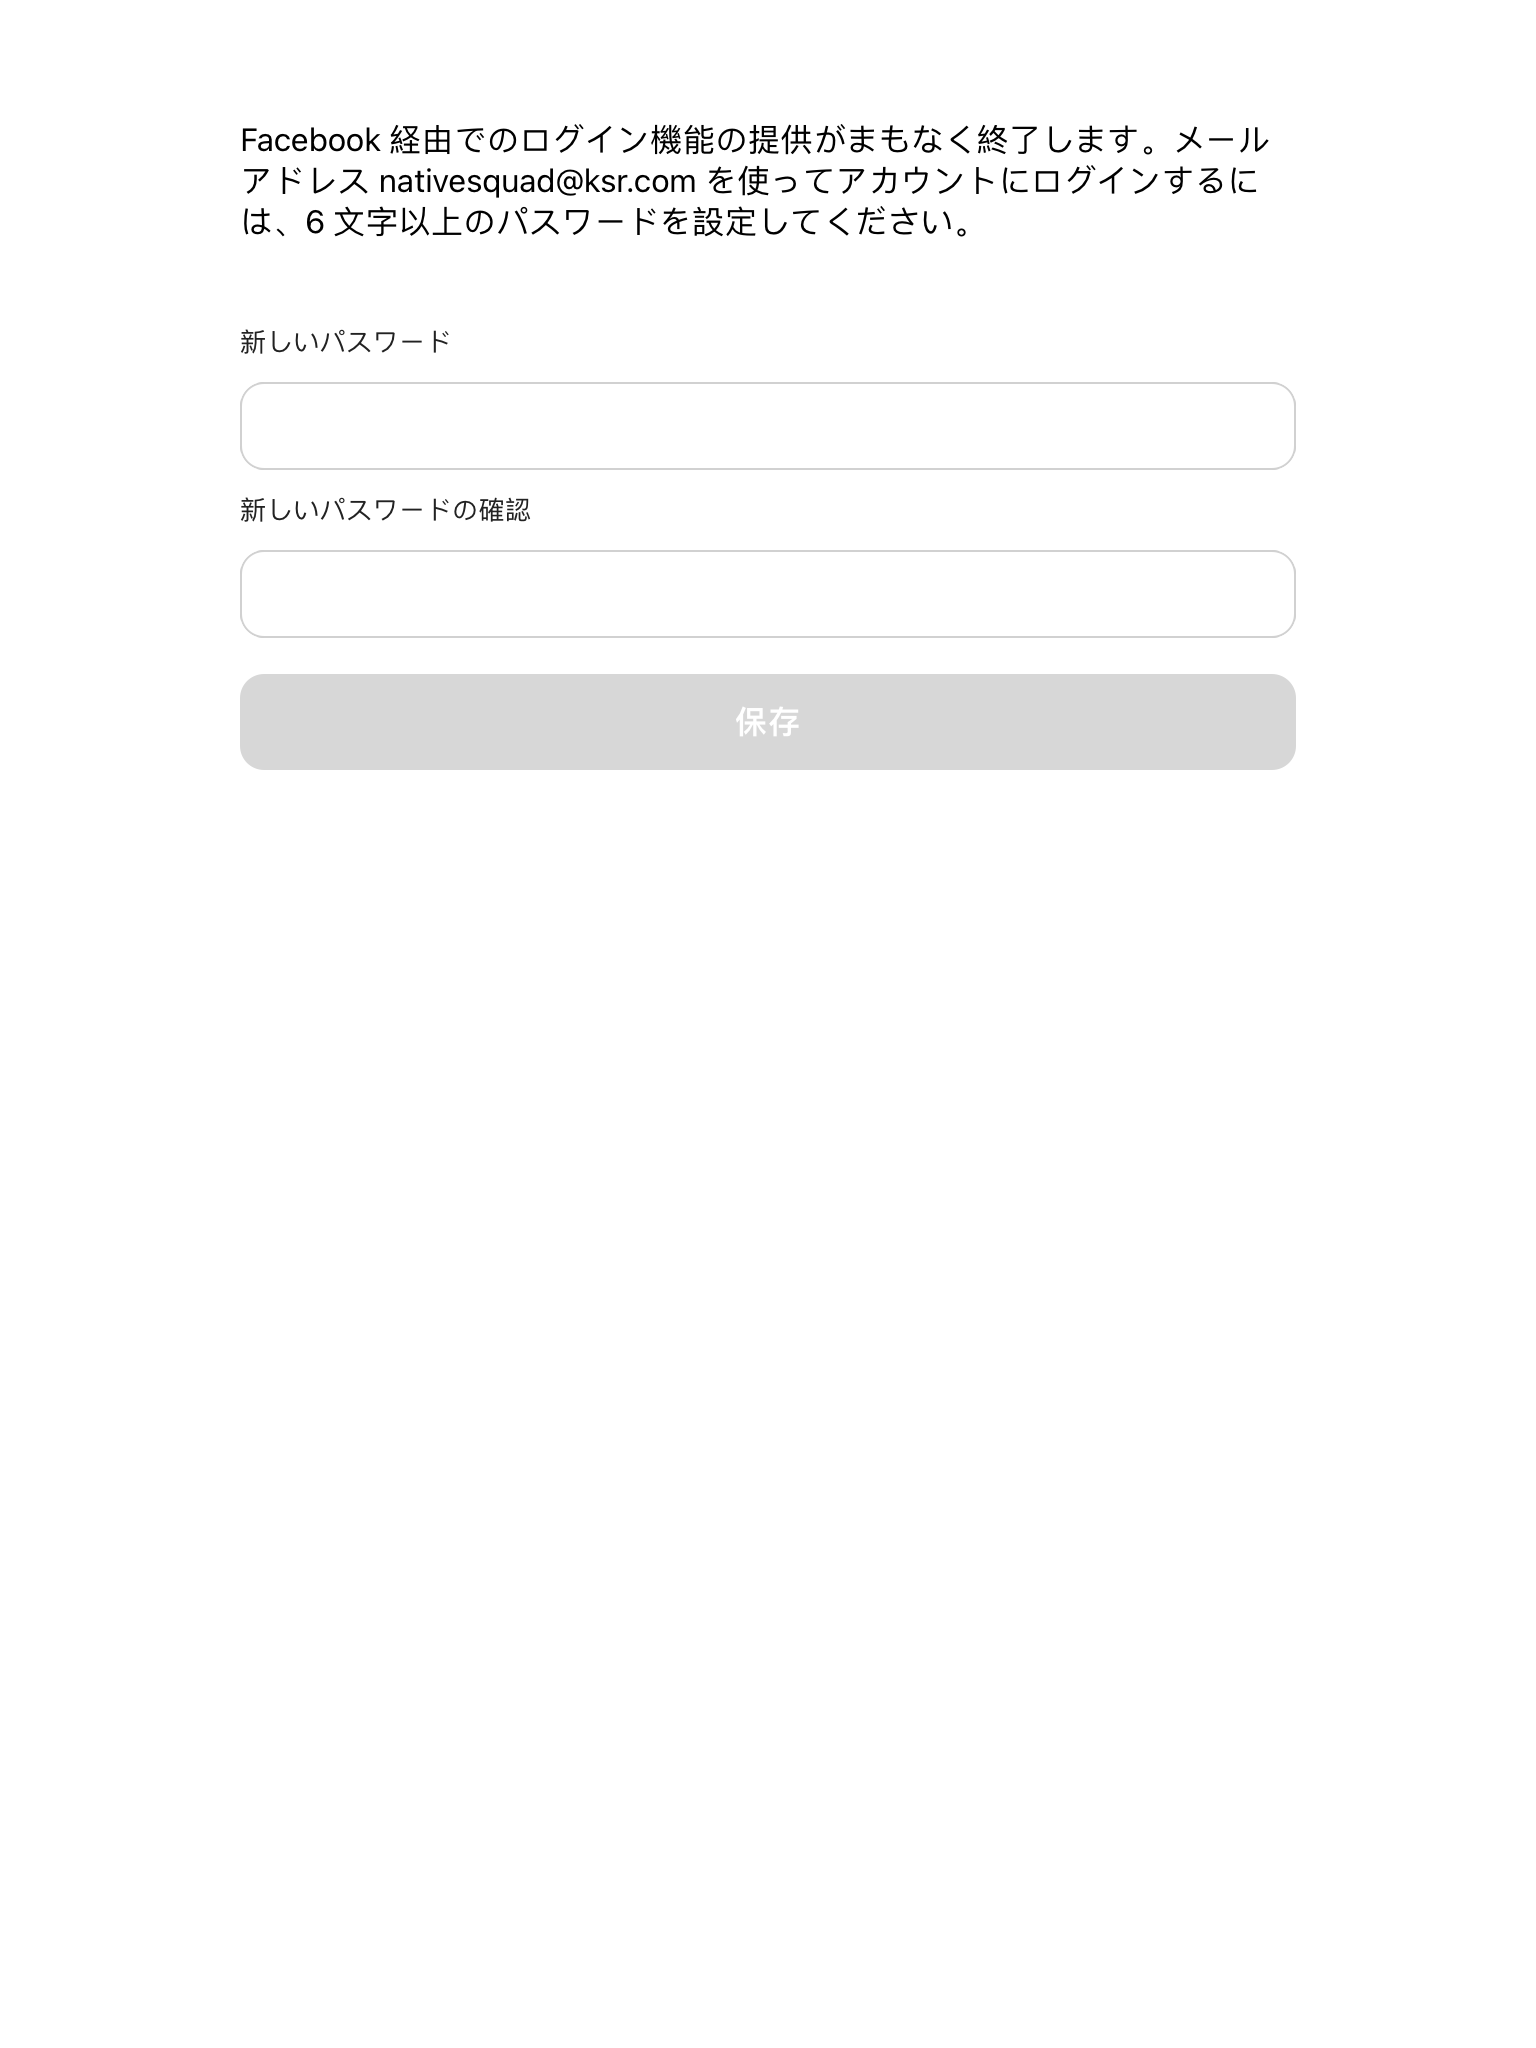 Facebook 経由でのログイン機能の提供がまもなく終了します。メール
アドレス nativesquad@ksr.com を使ってアカウントにログインするに
は、6 文字以上のパスワードを設定してください。
新しいパスワード
新しいパスワードの確認
保存